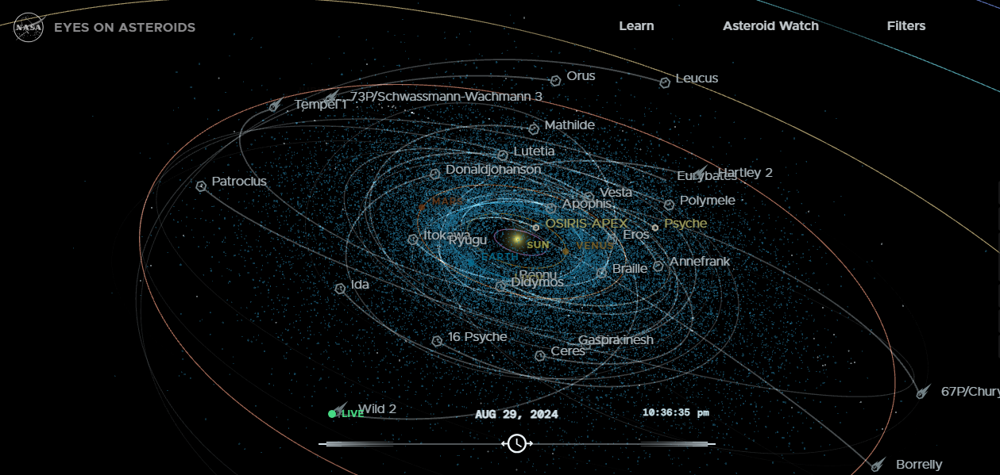 NASA EYES ON ASTEROIDS
Learn
Asteroid Watch
Filters
Orus
Leucus
73P/Schwassmann-Wachmann 3
Tempel 1
Mathilde
Lutetia
Donaldjohanson
Eurybates
Hartley 2
Patroclus
Vesta
Polymele
MARS
Apophis
OSIRIS-APEX
Psyche
Itokawa
Ryugu
Eros
SUN
VENUS
EARTH
Annefrank
Braille
Bennu
Didymos
Ida
16 Psyche
Gaspra
Dinkinesh
Ceres
67P/Chury
LIVE
Wild 2
AUG 29, 2024
10:36:35 pm
Borrelly